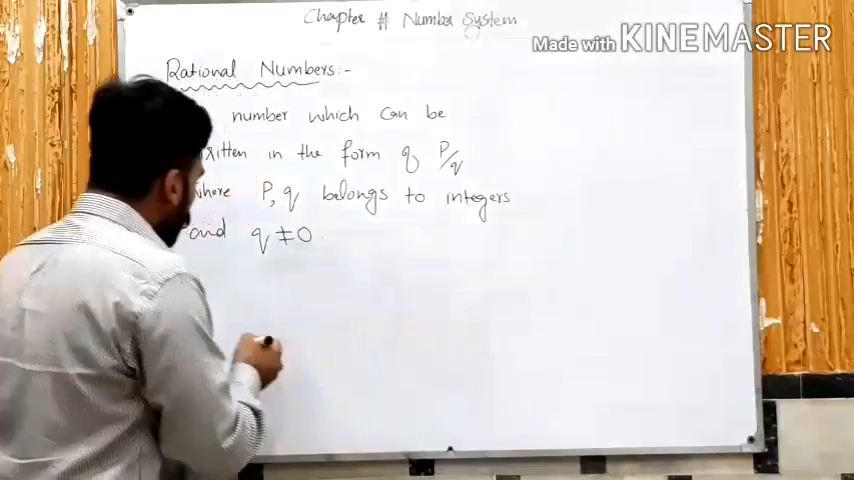 Chapter # Number System
Made with KINEMASTER
Rational Numbers:-
number which can be
written in the form of P/q
where P, q belongs to integers
and q ≠ 0